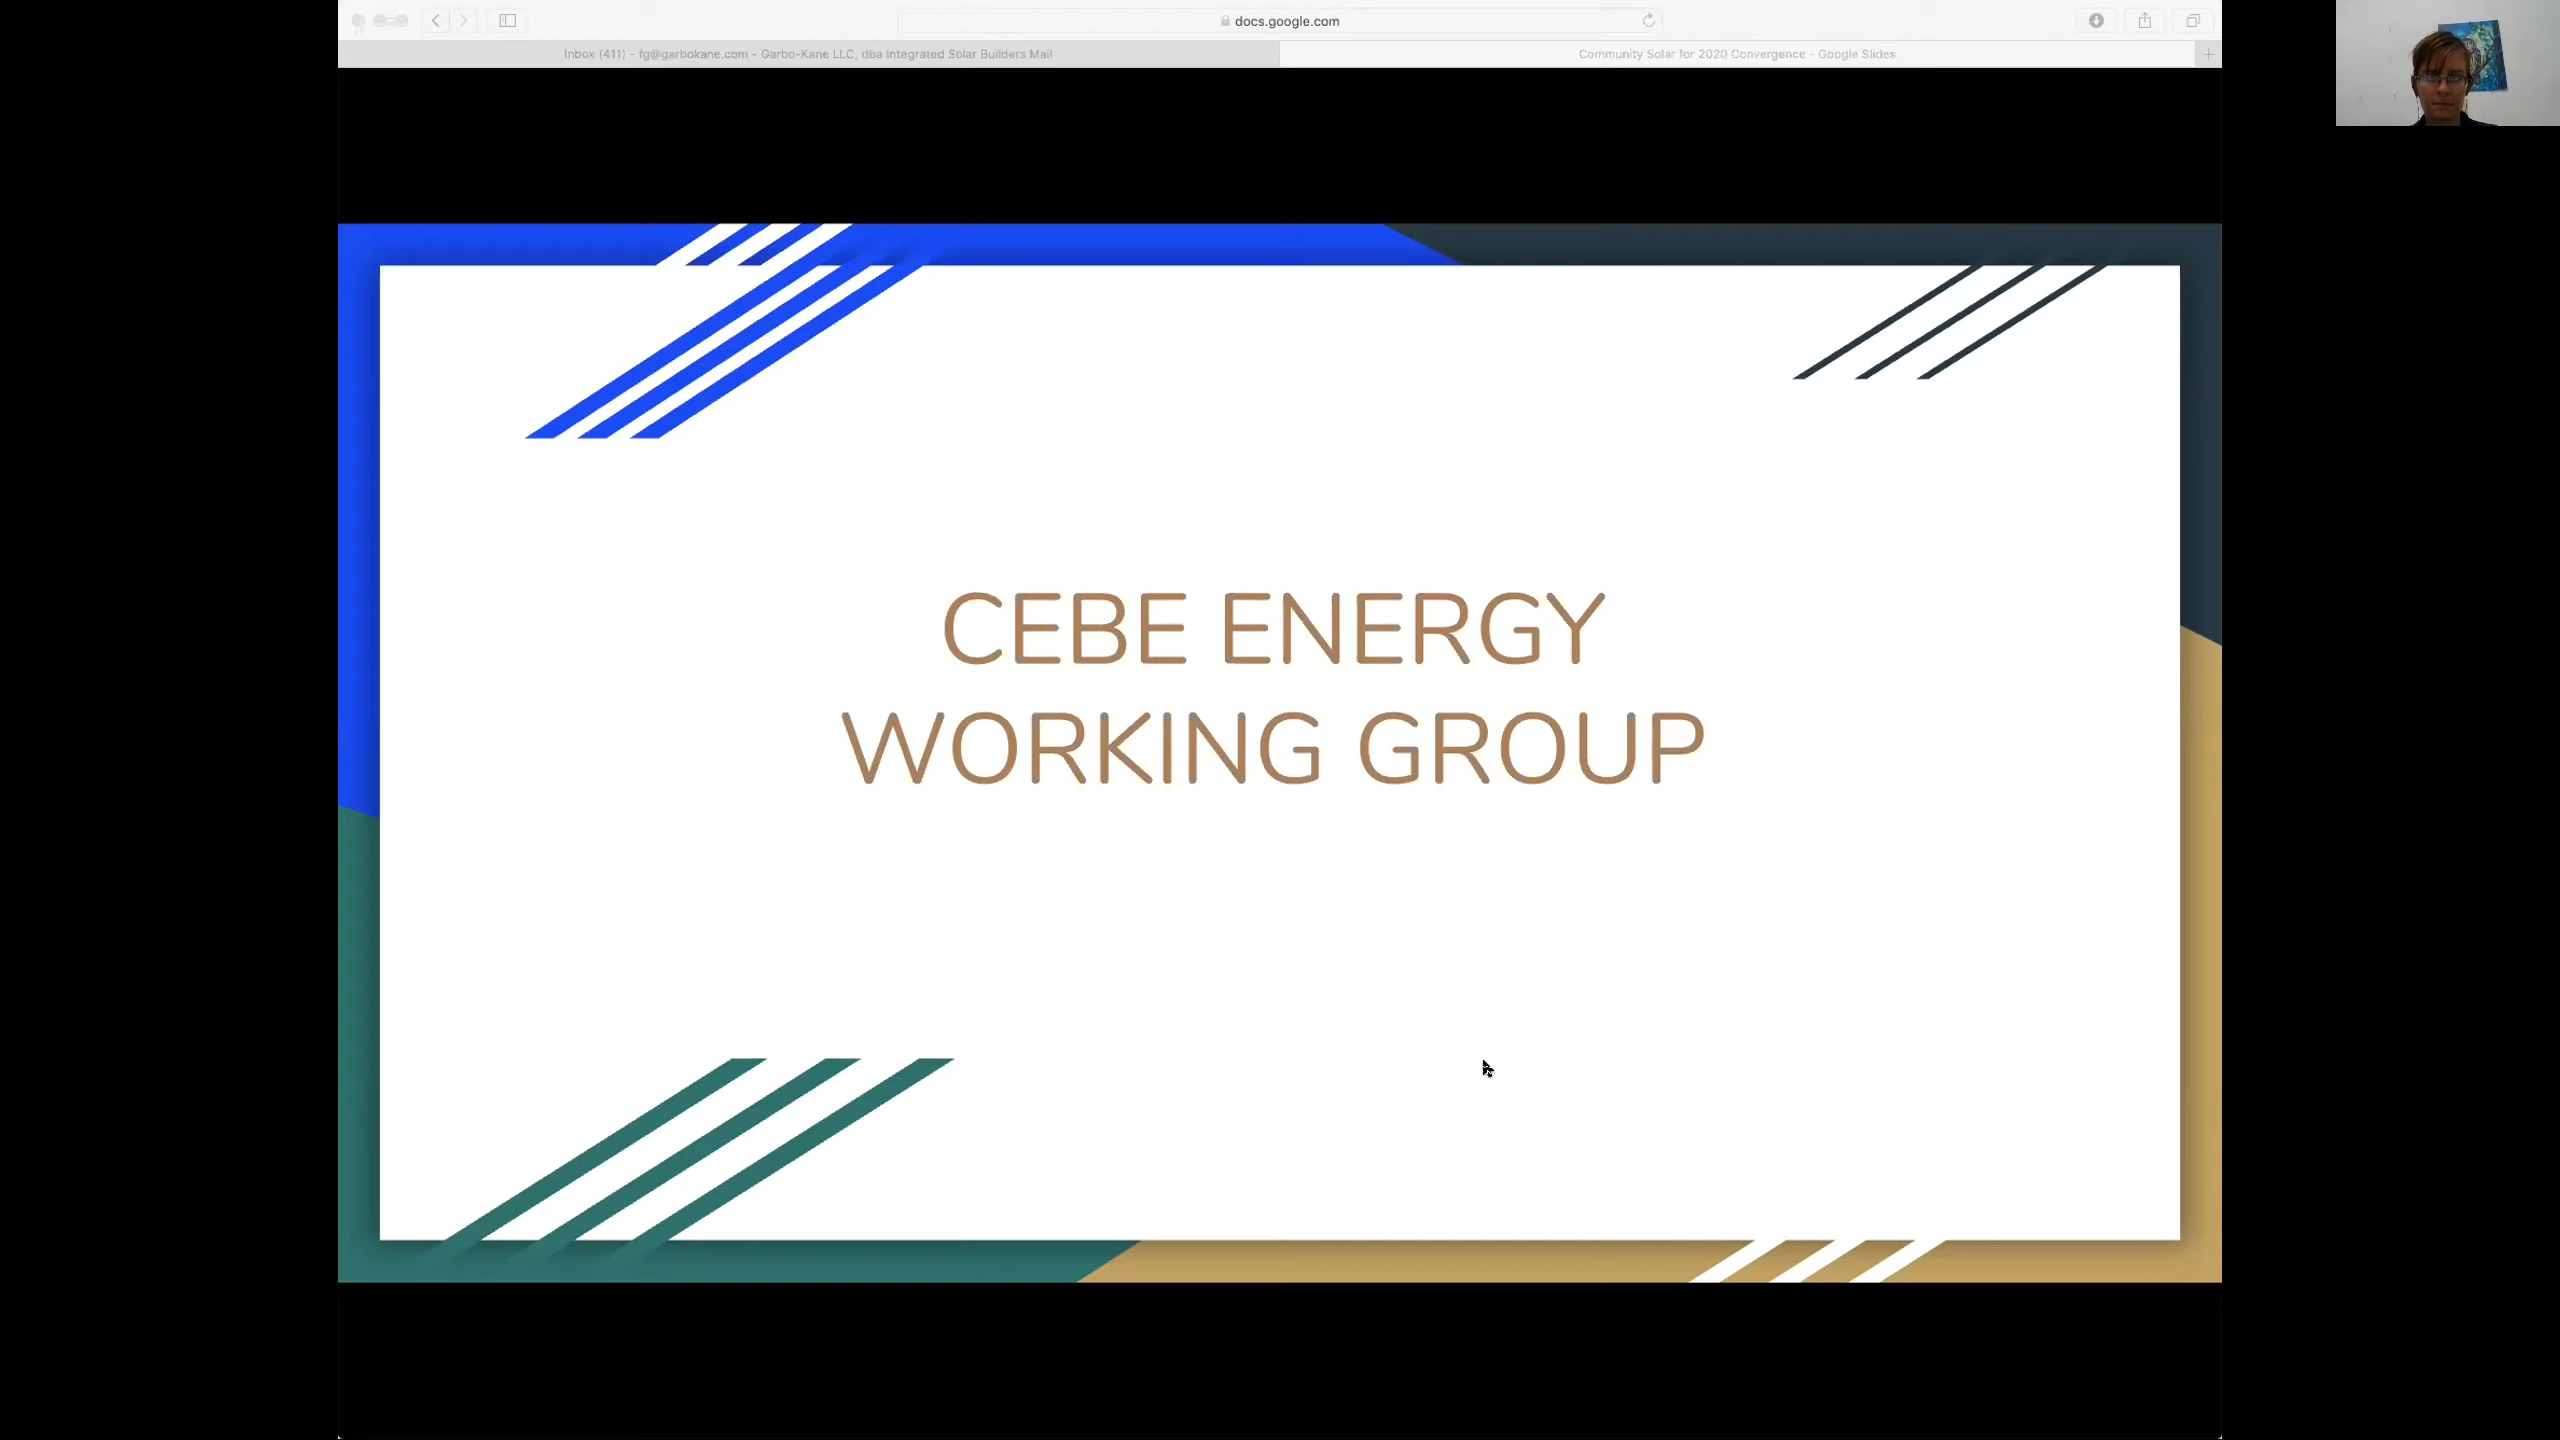 docs.google.com
Inbox (411) - fg@garbokane.com - Garbo-Kane LLC, dba Integrated Solar Builders Mail
Community Solar for 2020 Convergence - Google Slides
CEBE ENERGY
WORKING GROUP